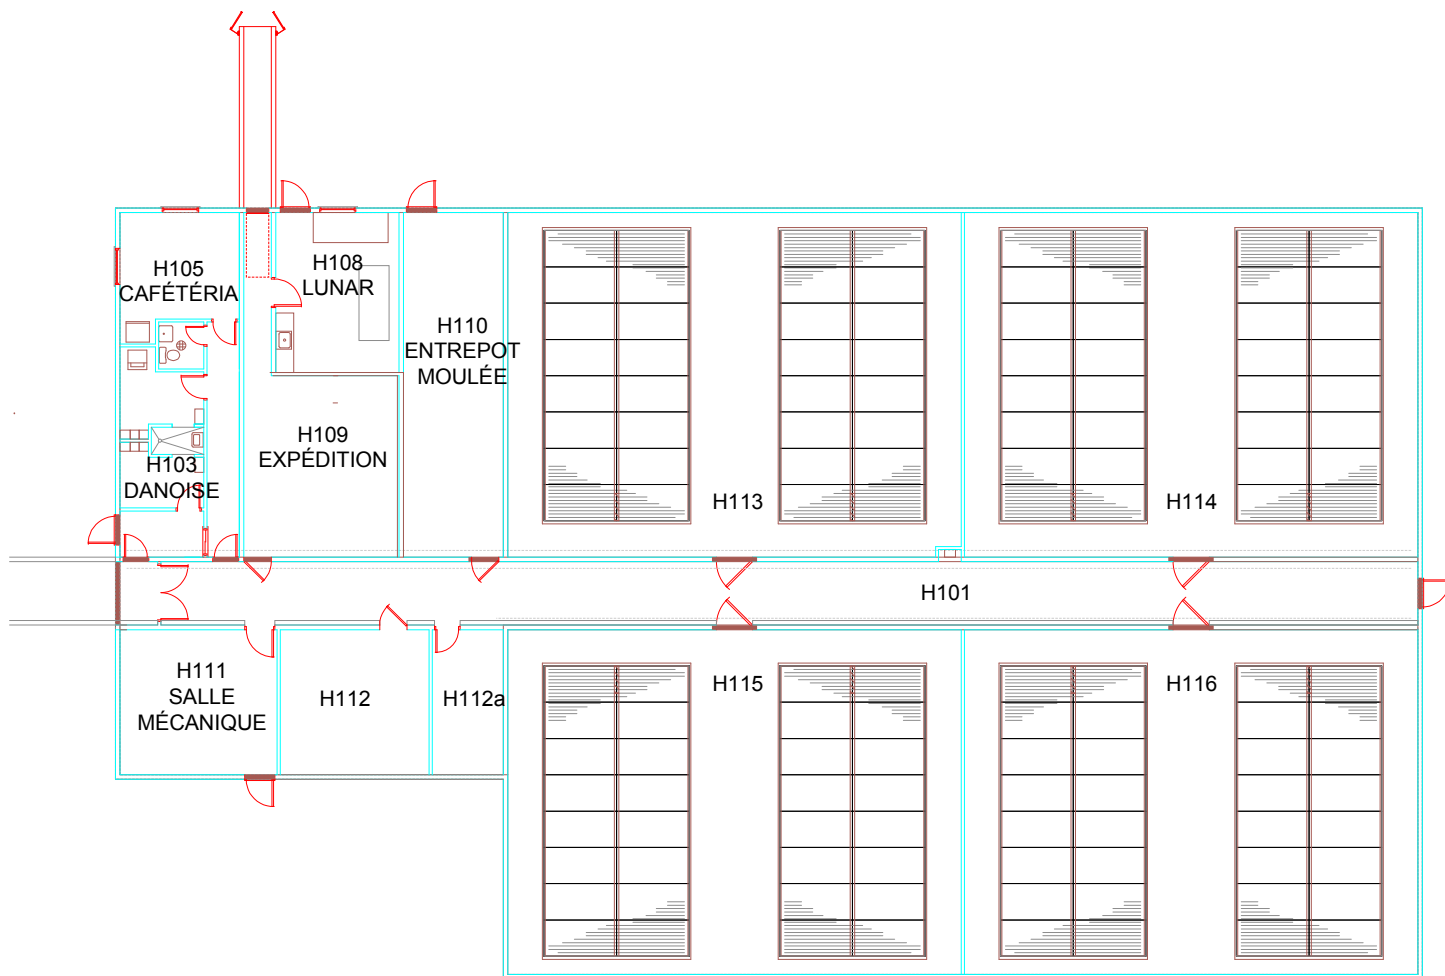 H105
CAFÉTÉRIA
H108
LUNAR
H110
ENTREPOT
MOULÉE
H109
EXPÉDITION
H103
DANOISE
H113
H114
H101
H111
SALLE
MÉCANIQUE
H112
H112a
H115
H116